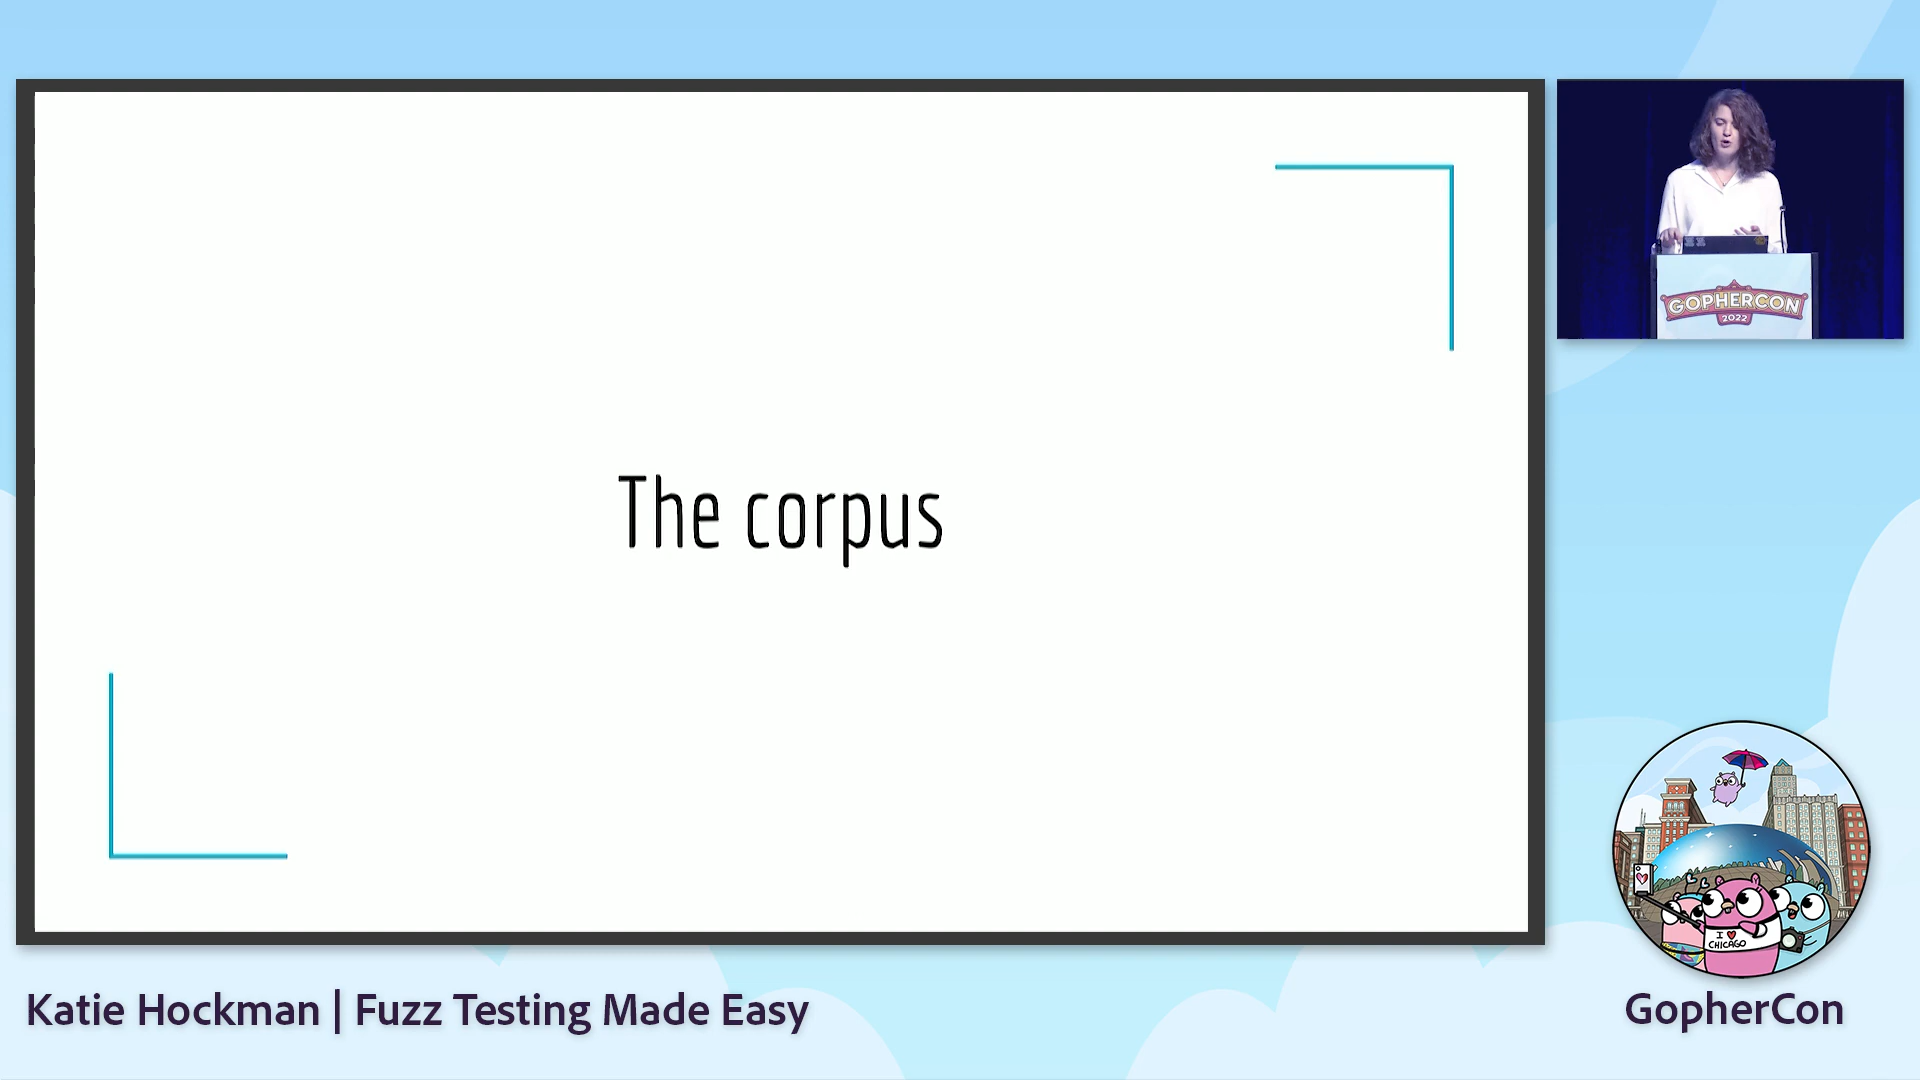 The corpus
GOPHERCON
2022
I ♥
CHICAGO
Katie Hockman | Fuzz Testing Made Easy
GopherCon